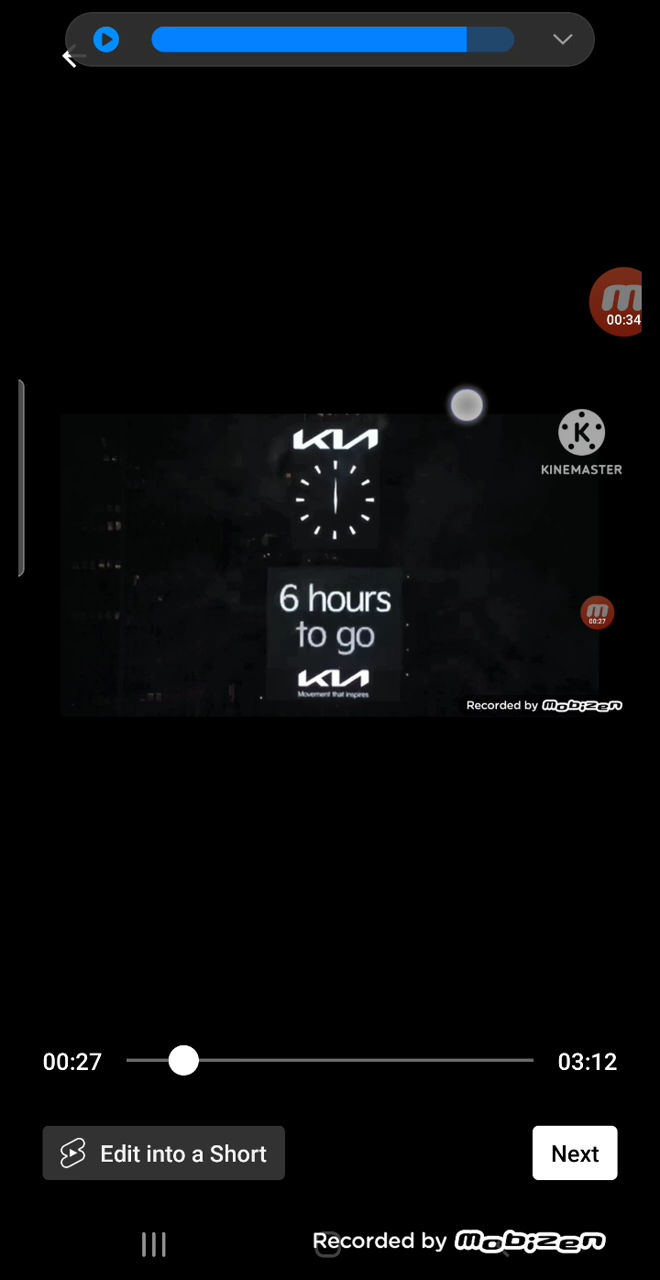 00:34
KIA
KINEMASTER
6 hours
to go
KIA
Movement that inspires
00:27
Recorded by mobizen
00:27
03:12
Edit into a Short
Next
Recorded by mobizen